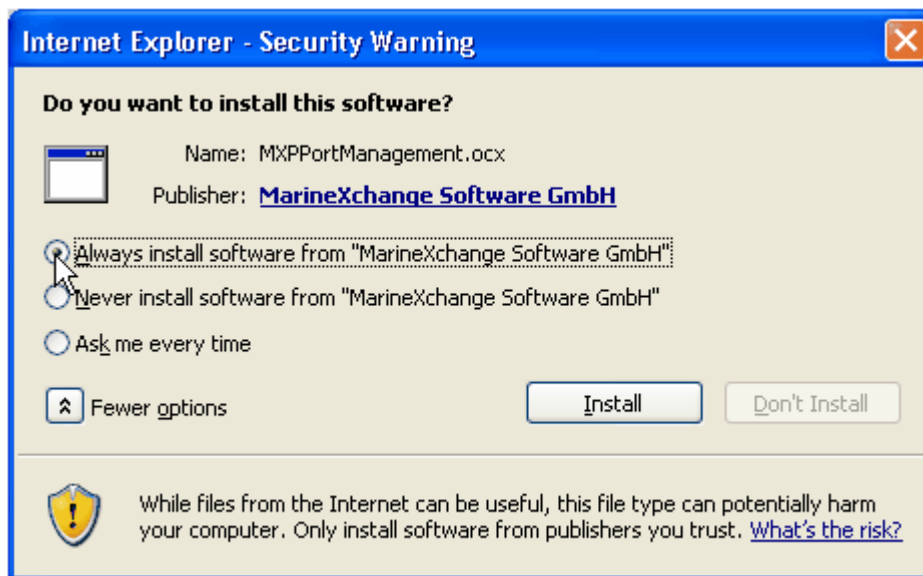 Internet Explorer - Security Warning
Do you want to install this software?
Name: MXPPortManagement.ocx
Publisher: MarineXchange Software GmbH
Always install software from "MarineXchange Software GmbH"
Never install software from "MarineXchange Software GmbH"
Ask me every time
Fewer options
Install
Don't Install
While files from the Internet can be useful, this file type can potentially harm
your computer. Only install software from publishers you trust. What's the risk?